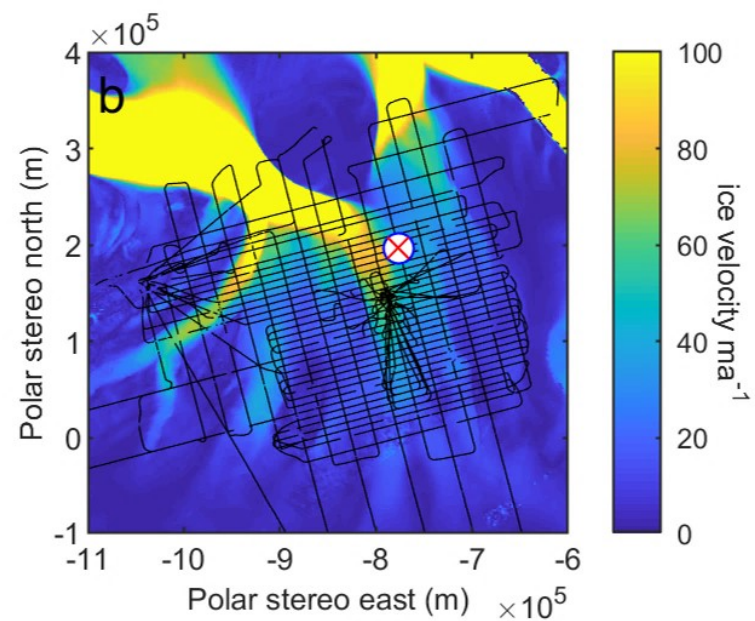 ×10⁵
b
4
3
2
1
0
-1
Polar stereo north (m)
-11 -10 -9 -8 -7 -6
Polar stereo east (m) ×10⁵
100
80
60
40
20
0
ice velocity ma⁻¹